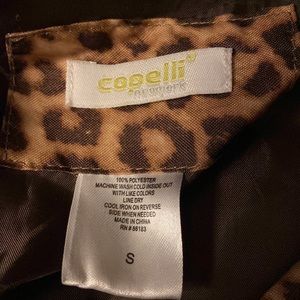 capelli
NEW YORK
100% POLYESTER
MACHINE WASH COLD INSIDE OUT
WITH LIKE COLORS
LINE DRY
COOL IRON ON REVERSE
SIDE WHEN NEEDED
MADE IN CHINA
RN # 86183
S